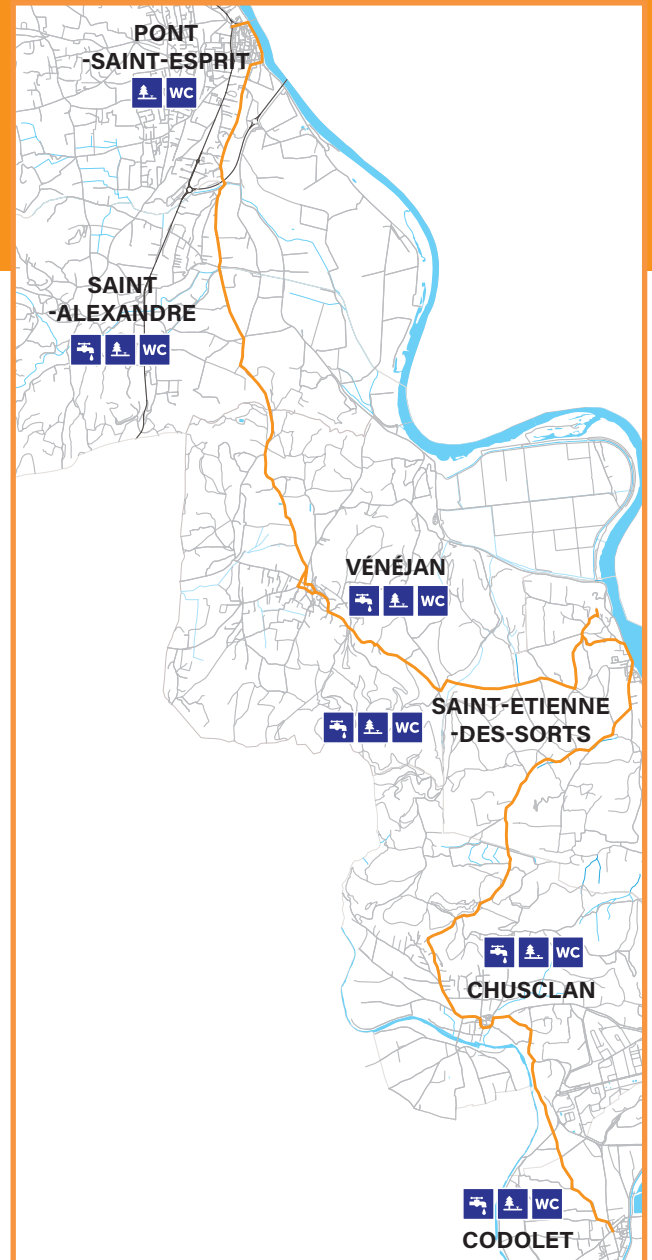 PONT
-SAINT-ESPRIT
WC
SAINT
-ALEXANDRE
WC
VÉNÉJAN
WC
SAINT-ETIENNE
-DES-SORTS
WC
WC
CHUSCLAN
WC
CODOLET